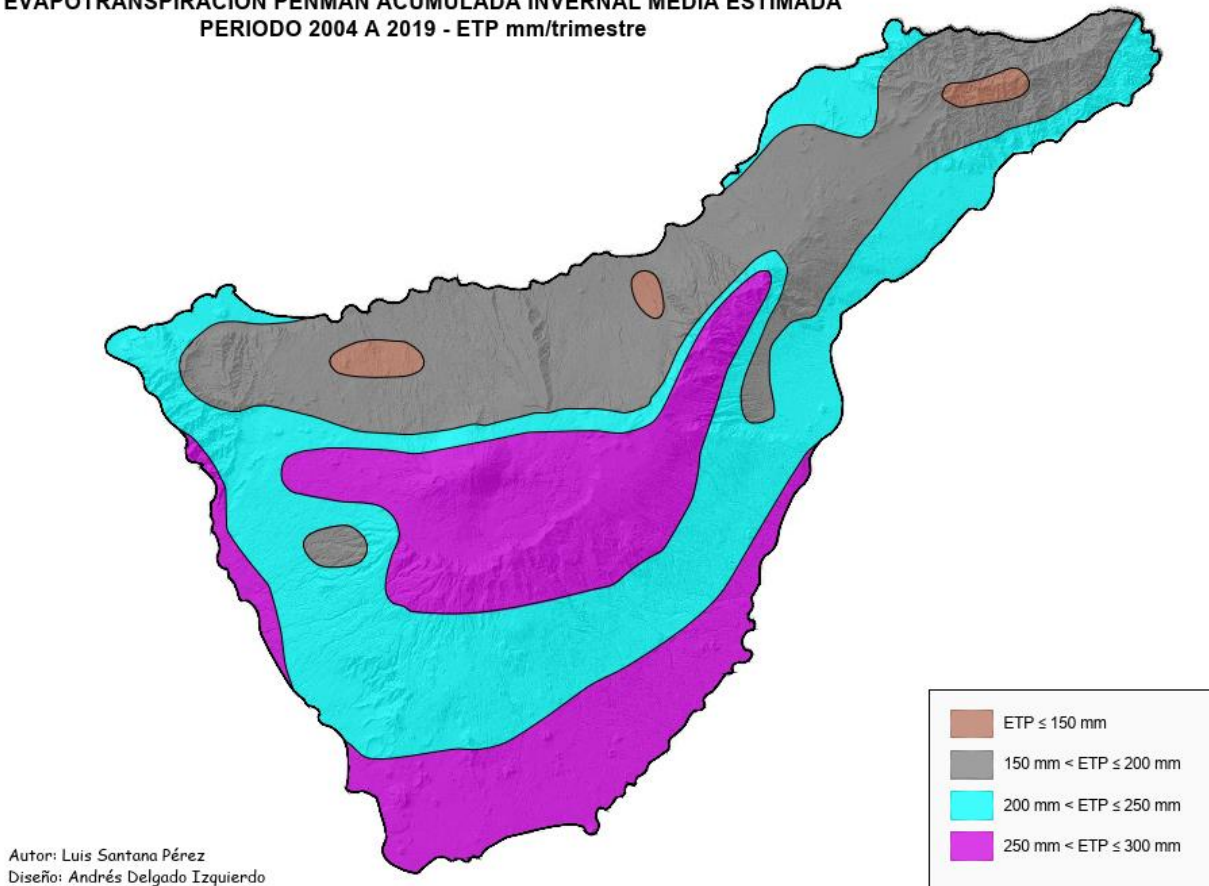 EVAPOTRANSPIRACIÓN PENMAN ACUMULADA INVERNAL MEDIA ESTIMADA
PERIODO 2004 A 2019 - ETP mm/trimestre
ETP ≤ 150 mm
150 mm < ETP ≤ 200 mm
200 mm < ETP ≤ 250 mm
250 mm < ETP ≤ 300 mm
Autor: Luis Santana Pérez
Diseño: Andrés Delgado Izquierdo